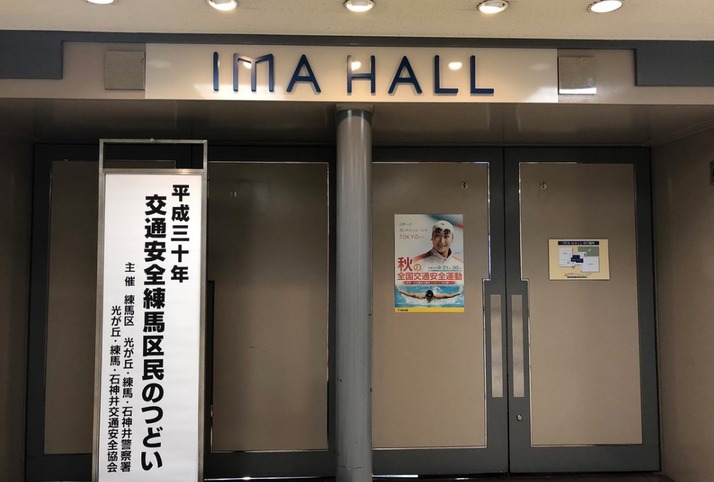 IMA HALL
平成三十年
交通安全練馬区民のつどい
主催 練馬区 光が丘・練馬・石神井警察署
光が丘・練馬・石神井交通安全協会
TOKYO
秋の
全国交通安全運動
IMA HALL